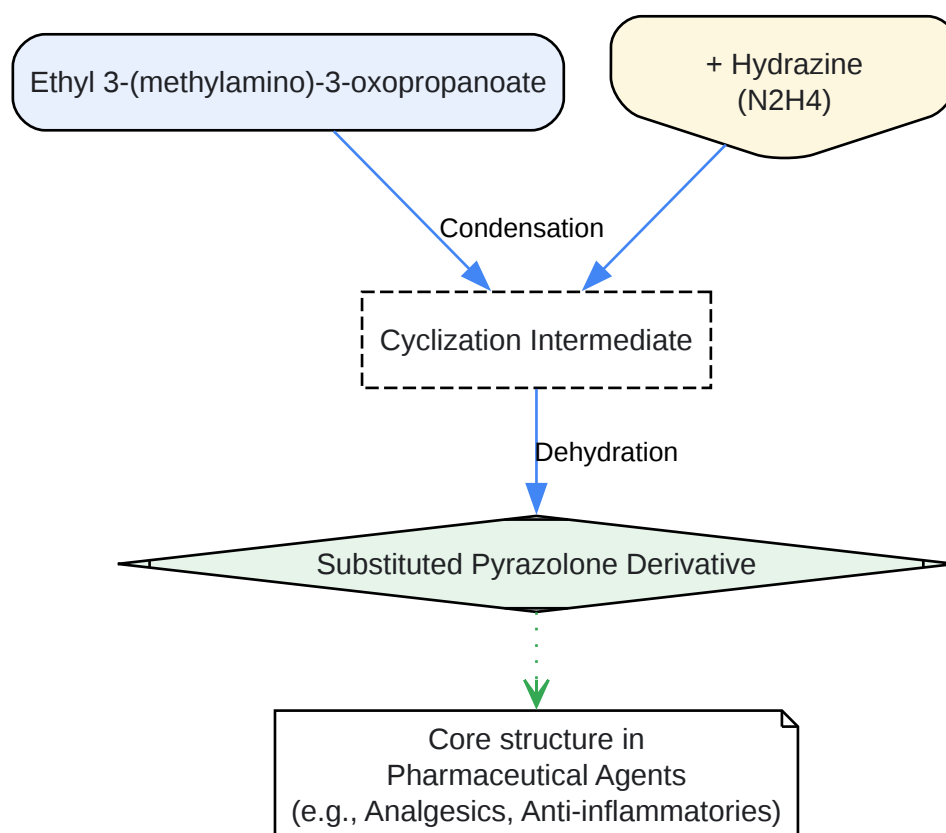 Ethyl 3-(methylamino)-3-oxopropanoate
+ Hydrazine
(N2H4)
Condensation
Cyclization Intermediate
Dehydration
Substituted Pyrazolone Derivative
Core structure in
Pharmaceutical Agents
(e.g., Analgesics, Anti-inflammatories)